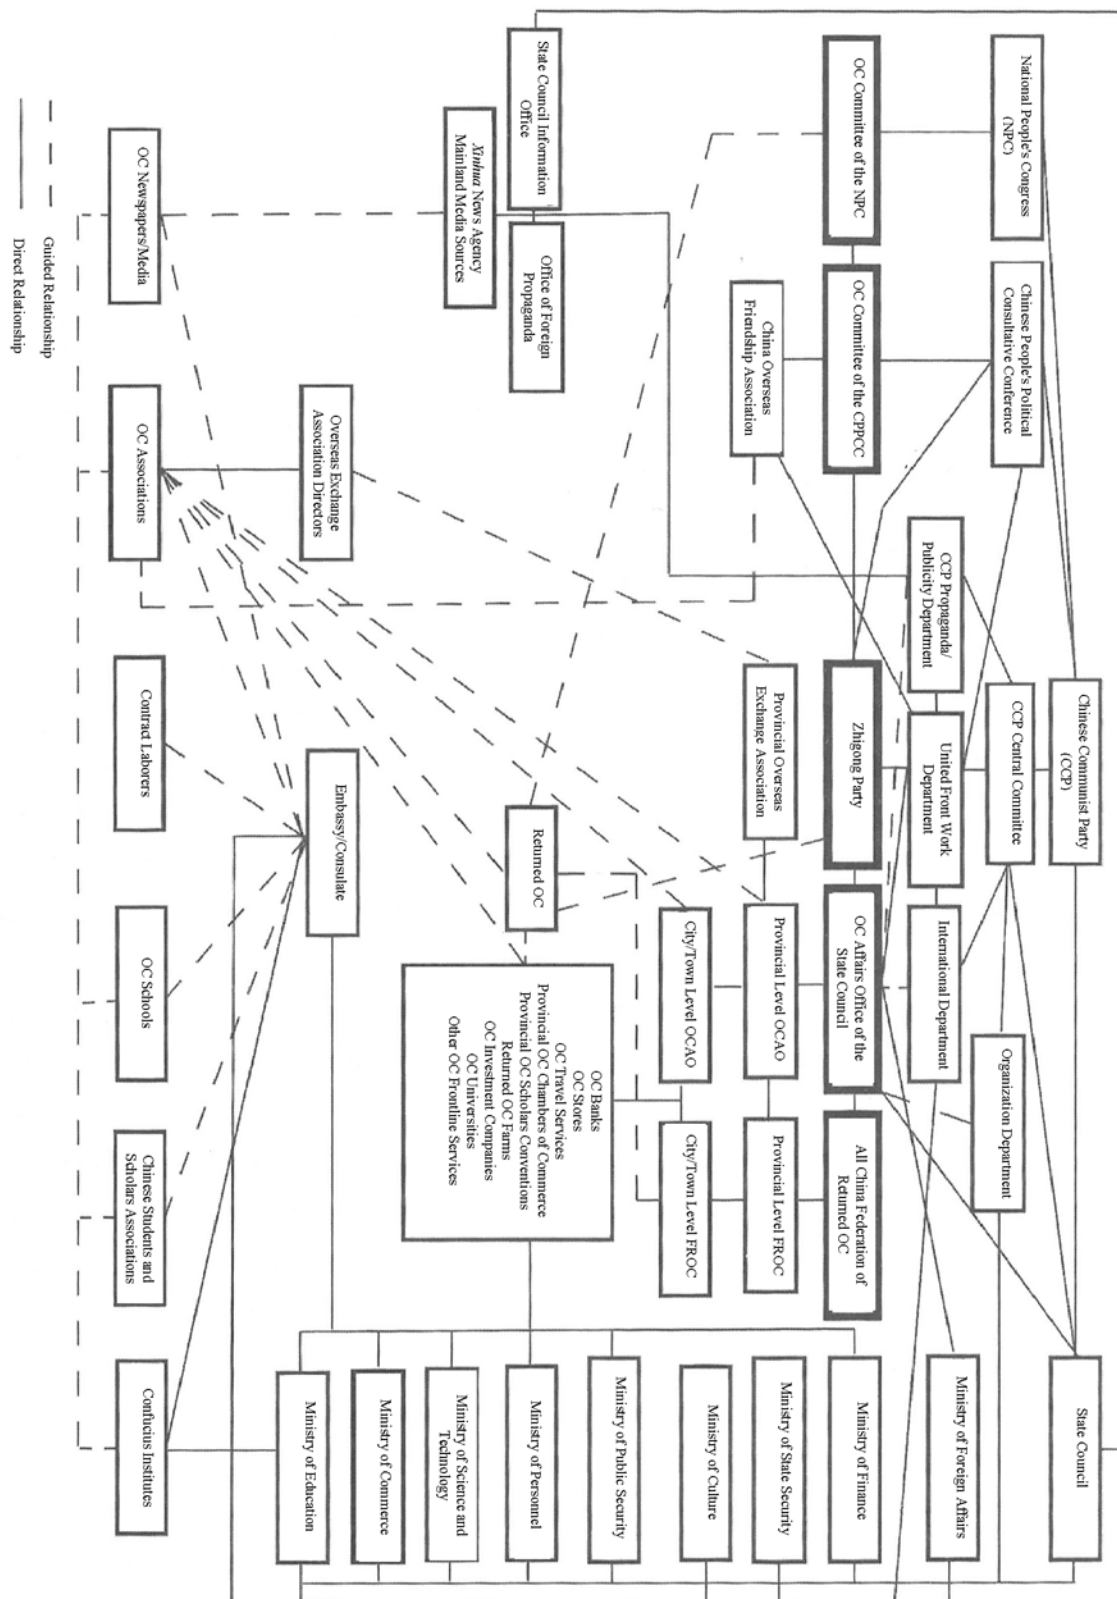 Chinese Communist Party
(CCP)
National People's Congress
(NPC)
Chinese People's Political
Consultative Conference
CCP Central Committee
Organization Department
State Council
CCP Propaganda/
Publicity Department
United Front Work
Department
International Department
Ministry of Foreign Affairs
OC Committee of the NPC
OC Committee of the CPPCC
Zhigong Party
OC Affairs Office of the
State Council
All China Federation of
Returned OC
Ministry of Finance
China Overseas
Friendship Association
Provincial Overseas
Exchange Association
Provincial Level OCAO
Provincial Level FROC
Ministry of State Security
City/Town Level OCAO
City/Town Level FROC
Ministry of Culture
State Council Information
Office
Office of Foreign
Propaganda
Xinhua News Agency
Mainland Media Sources
Returned OC
OC Banks
OC Stores
OC Travel Services
Provincial OC Chambers of Commerce
Provincial OC Scholars Conventions
Returned OC Farms
OC Investment Companies
OC Universities
Other OC Frontline Services
Ministry of Public Security
Ministry of Personnel
Ministry of Science and
Technology
Ministry of Commerce
Overseas Exchange
Association Directors
Embassy/Consulate
Ministry of Education
OC Newspapers/Media
OC Associations
Contract Laborers
OC Schools
Chinese Students and
Scholars Associations
Confucius Institutes
Guided Relationship
Direct Relationship